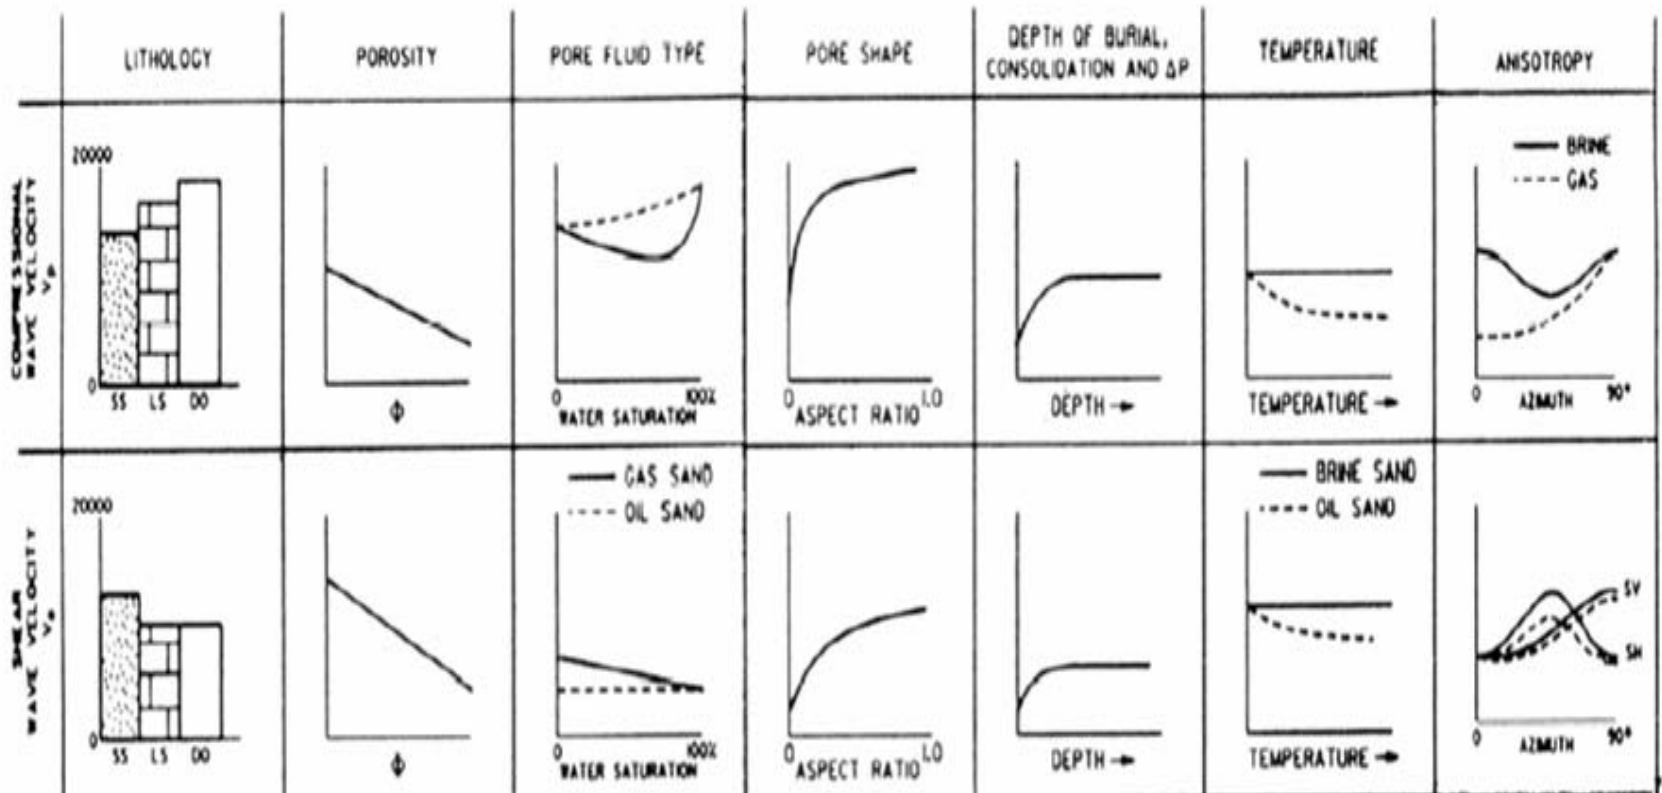 LITHOLOGY
POROSITY
PORE FLUID TYPE
PORE SHAPE
DEPTH OF BURIAL,
CONSOLIDATION AND ΔP
TEMPERATURE
ANISOTROPY
COMPRESSIONAL
WAVE VELOCITY
Vp
20000
0
SS LS DO
Φ
0 100%
WATER SATURATION
0 1.0
ASPECT RATIO
DEPTH →
TEMPERATURE →
BRINE
GAS
0 AZIMUTH 90°
SHEAR
WAVE VELOCITY
Vs
20000
0
SS LS DO
Φ
GAS SAND
OIL SAND
0 100%
WATER SATURATION
0 1.0
ASPECT RATIO
DEPTH →
BRINE SAND
OIL SAND
TEMPERATURE →
SV
SH
0 AZIMUTH 90°